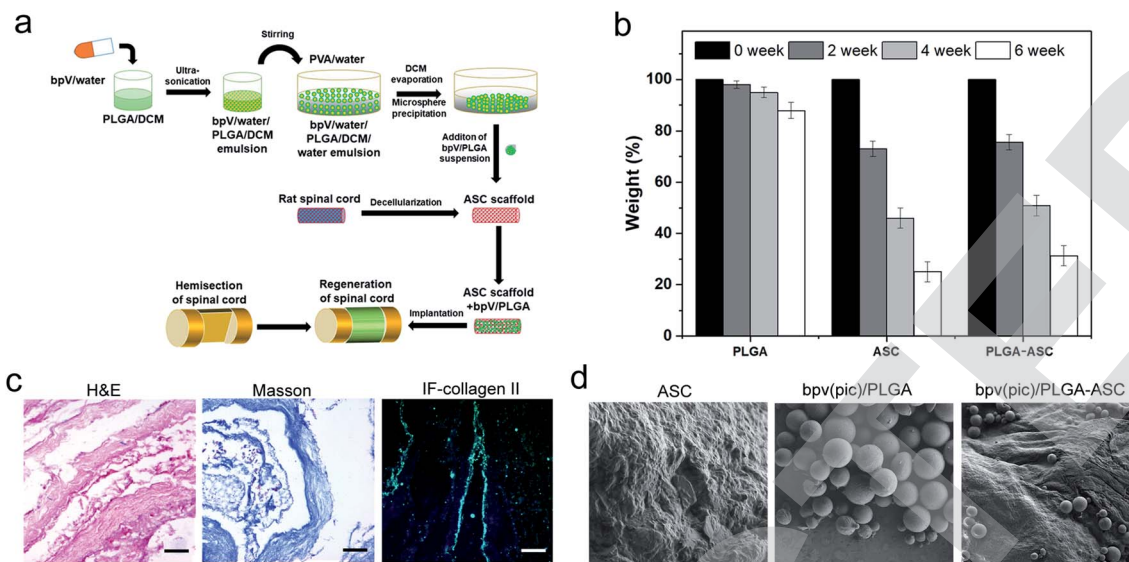 a
bpV/water
PLGA/DCM
Ultra-
sonication
bpV/water/
PLGA/DCM
emulsion
Stirring
PVA/water
bpV/water/
PLGA/DCM/
water emulsion
DCM
evaporation
Microsphere
precipitation
Additon of
bpV/PLGA
suspension
Rat spinal cord
Decellularization
ASC scaffold
Hemisection
of spinal cord
Regeneration
of spinal cord
Implantation
ASC scaffold
+bpV/PLGA
b
0 week
2 week
4 week
6 week
Weight (%)
100
80
60
40
20
0
PLGA
ASC
PLGA-ASC
c
H&E
Masson
IF-collagen II
d
ASC
bpv(pic)/PLGA
bpv(pic)/PLGA-ASC